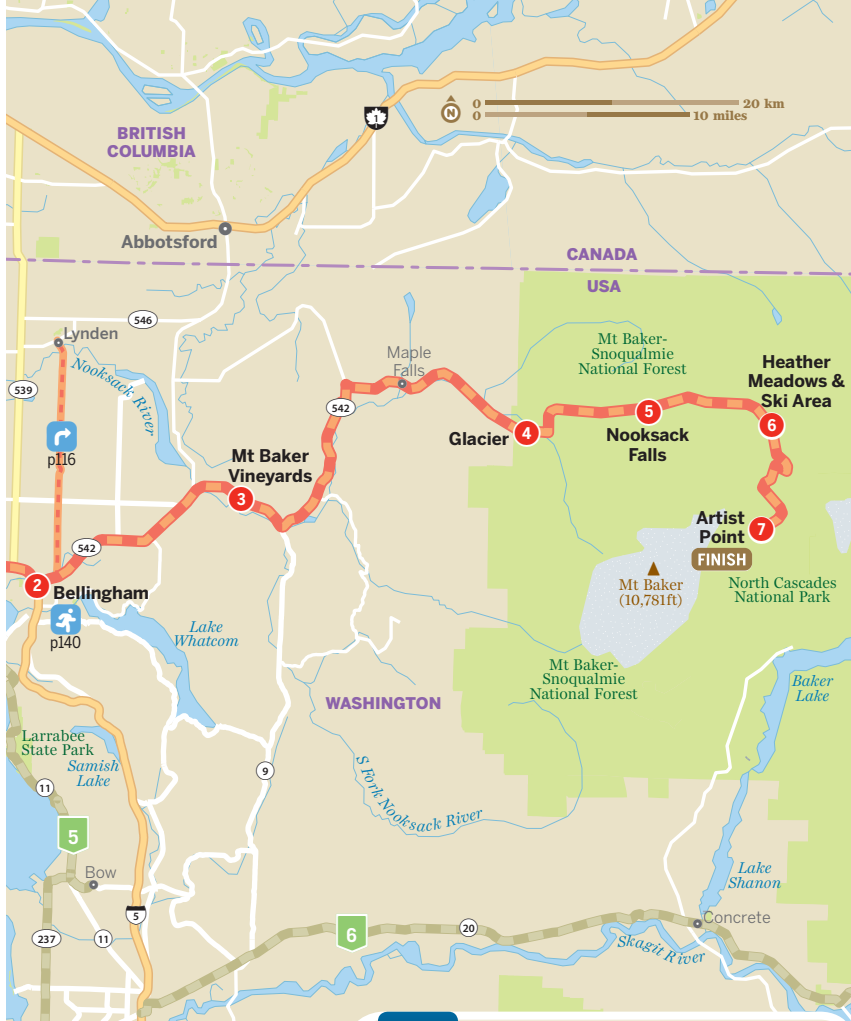 0 20 km
N
0 10 miles
1
BRITISH
COLUMBIA
Abbotsford
CANADA
USA
546
Lynden
Nooksack River
539
Maple
Falls
542
Mt Baker-
Snoqualmie
National Forest
Heather
Meadows &
Ski Area
6
5
Nooksack
Falls
4
Glacier
p116
Mt Baker
Vineyards
3
Artist
Point
7
FINISH
542
2
Bellingham
p140
Mt Baker
(10,781ft)
North Cascades
National Park
Lake
Whatcom
Mt Baker-
Snoqualmie
National Forest
Baker
Lake
WASHINGTON
Larrabee
State Park
Samish
Lake
9
11
S Fork Nooksack River
5
Bow
Lake
Shanon
5
237
11
6
20
Concrete
Skagit River